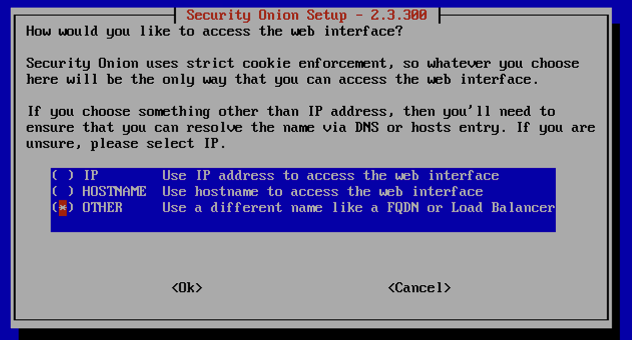 Security Onion Setup - 2.3.300
How would you like to access the web interface?
Security Onion uses strict cookie enforcement, so whatever you choose
here will be the only way that you can access the web interface.
If you choose something other than IP address, then you'll need to
ensure that you can resolve the name via DNS or hosts entry. If you are
unsure, please select IP.
( ) IP Use IP address to access the web interface
( ) HOSTNAME Use hostname to access the web interface
(*) OTHER Use a different name like a FQDN or Load Balancer
<Ok> <Cancel>